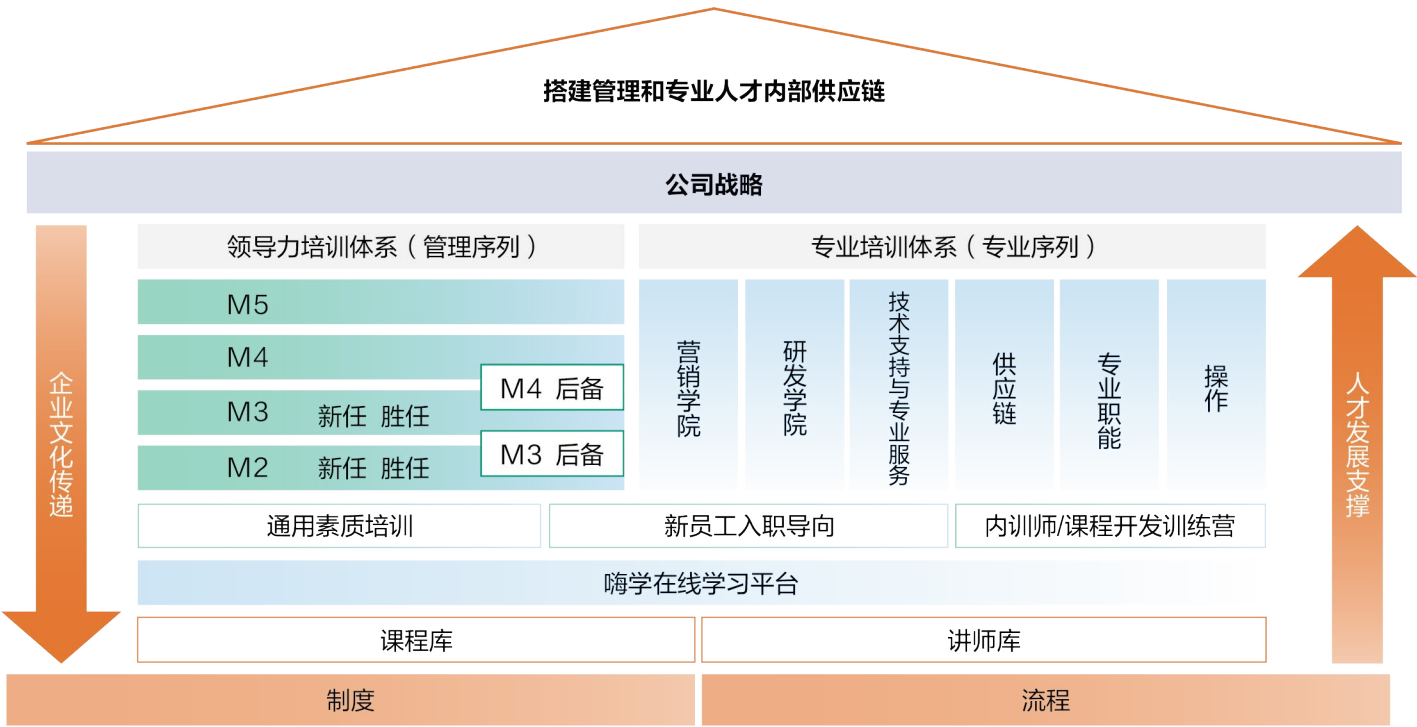 搭建管理和专业人才内部供应链
公司战略
企业文化传递
领导力培训体系（管理序列）
M5
M4
M4 后备
M3 新任 胜任
M3 后备
M2 新任 胜任
专业培训体系（专业序列）
营销学院
研发学院
技术支持与专业服务
供应链
专业职能
操作
人才发展支撑
通用素质培训
新员工入职导向
内训师/课程开发训练营
嗨学在线学习平台
课程库
讲师库
制度
流程